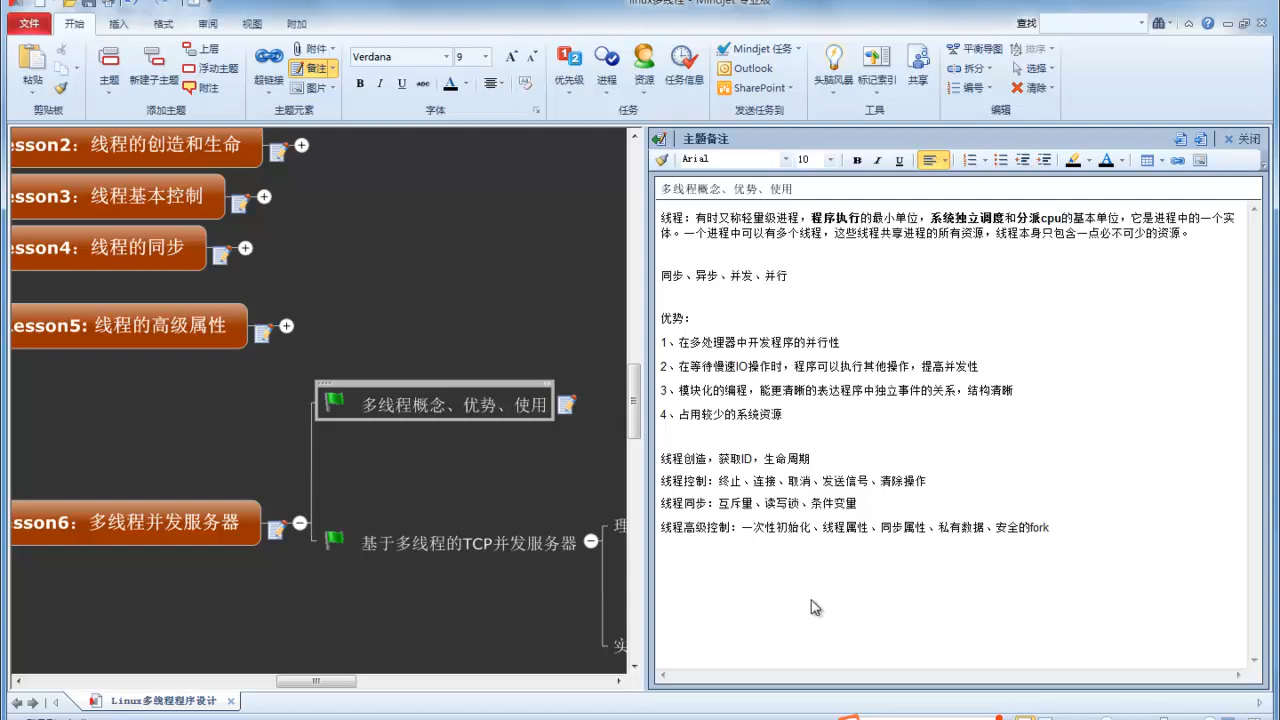 linux多线程 - Mindjet 专业版
文件 开始 插入 格式 审阅 视图 附加 查找
粘贴 主题 新建子主题 上层 浮动主题 附注 超链接 附件 备注 图片
Verdana 9
优先级 进程 资源 任务信息
Mindjet 任务 Outlook SharePoint
头脑风暴 标记索引 共享
平衡导图 排序 拆分 选择 编号 清除
剪贴板 添加主题 主题元素 字体 任务 发送任务到 工具 编辑
esson2：线程的创造和生命
esson3：线程基本控制
esson4：线程的同步
esson5: 线程的高级属性
多线程概念、优势、使用
sson6：多线程并发服务器
基于多线程的TCP并发服务器
理
实
主题备注 关闭
Arial 10
多线程概念、优势、使用
线程：有时又称轻量级进程，程序执行的最小单位，系统独立调度和分派cpu的基本单位，它是进程中的一个实
体。一个进程中可以有多个线程，这些线程共享进程的所有资源，线程本身只包含一点必不可少的资源。
同步、异步、并发、并行
优势：
1、在多处理器中开发程序的并行性
2、在等待慢速IO操作时，程序可以执行其他操作，提高并发性
3、模块化的编程，能更清晰的表达程序中独立事件的关系，结构清晰
4、占用较少的系统资源
线程创造，获取ID，生命周期
线程控制：终止、连接、取消、发送信号、清除操作
线程同步：互斥量、读写锁、条件变量
线程高级控制：一次性初始化、线程属性、同步属性、私有数据、安全的fork
Linux多线程程序设计